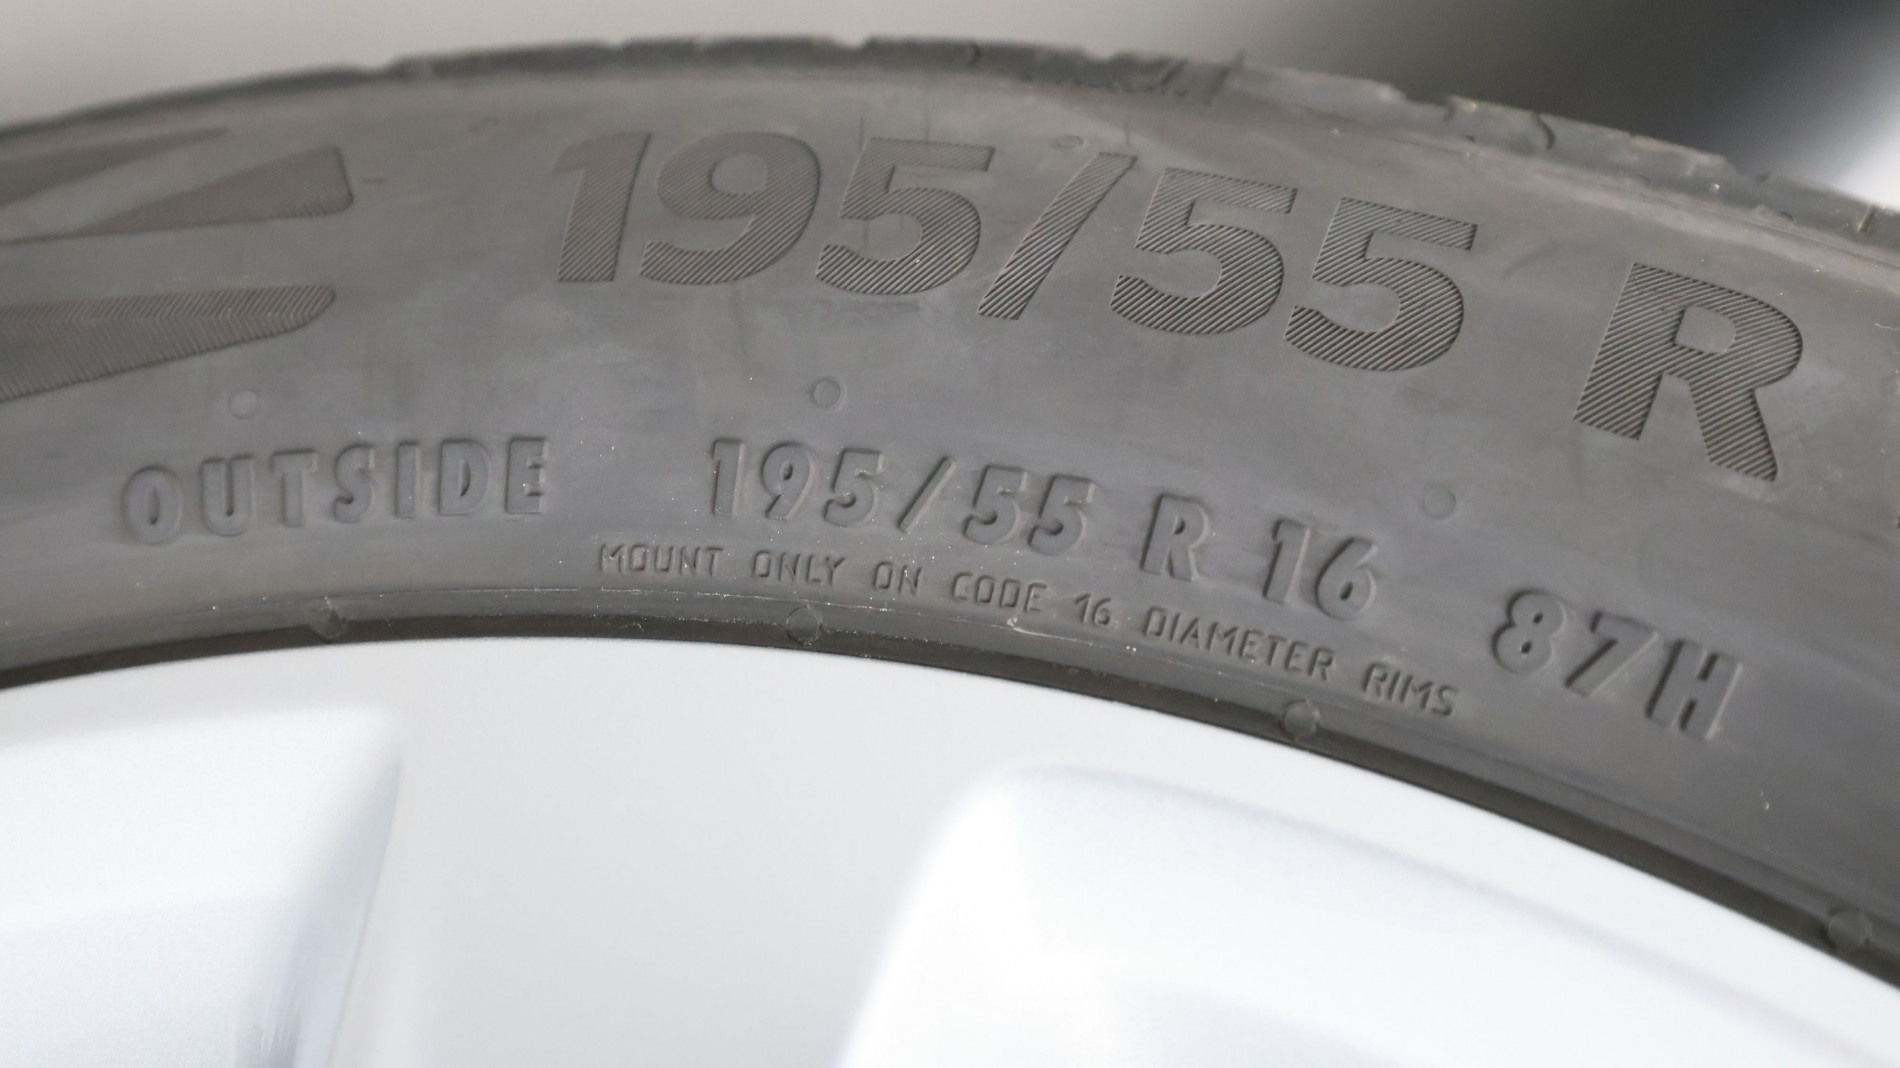 195/55 R
OUTSIDE 195/55 R 16 87H
MOUNT ONLY ON CODE 16 DIAMETER RIMS